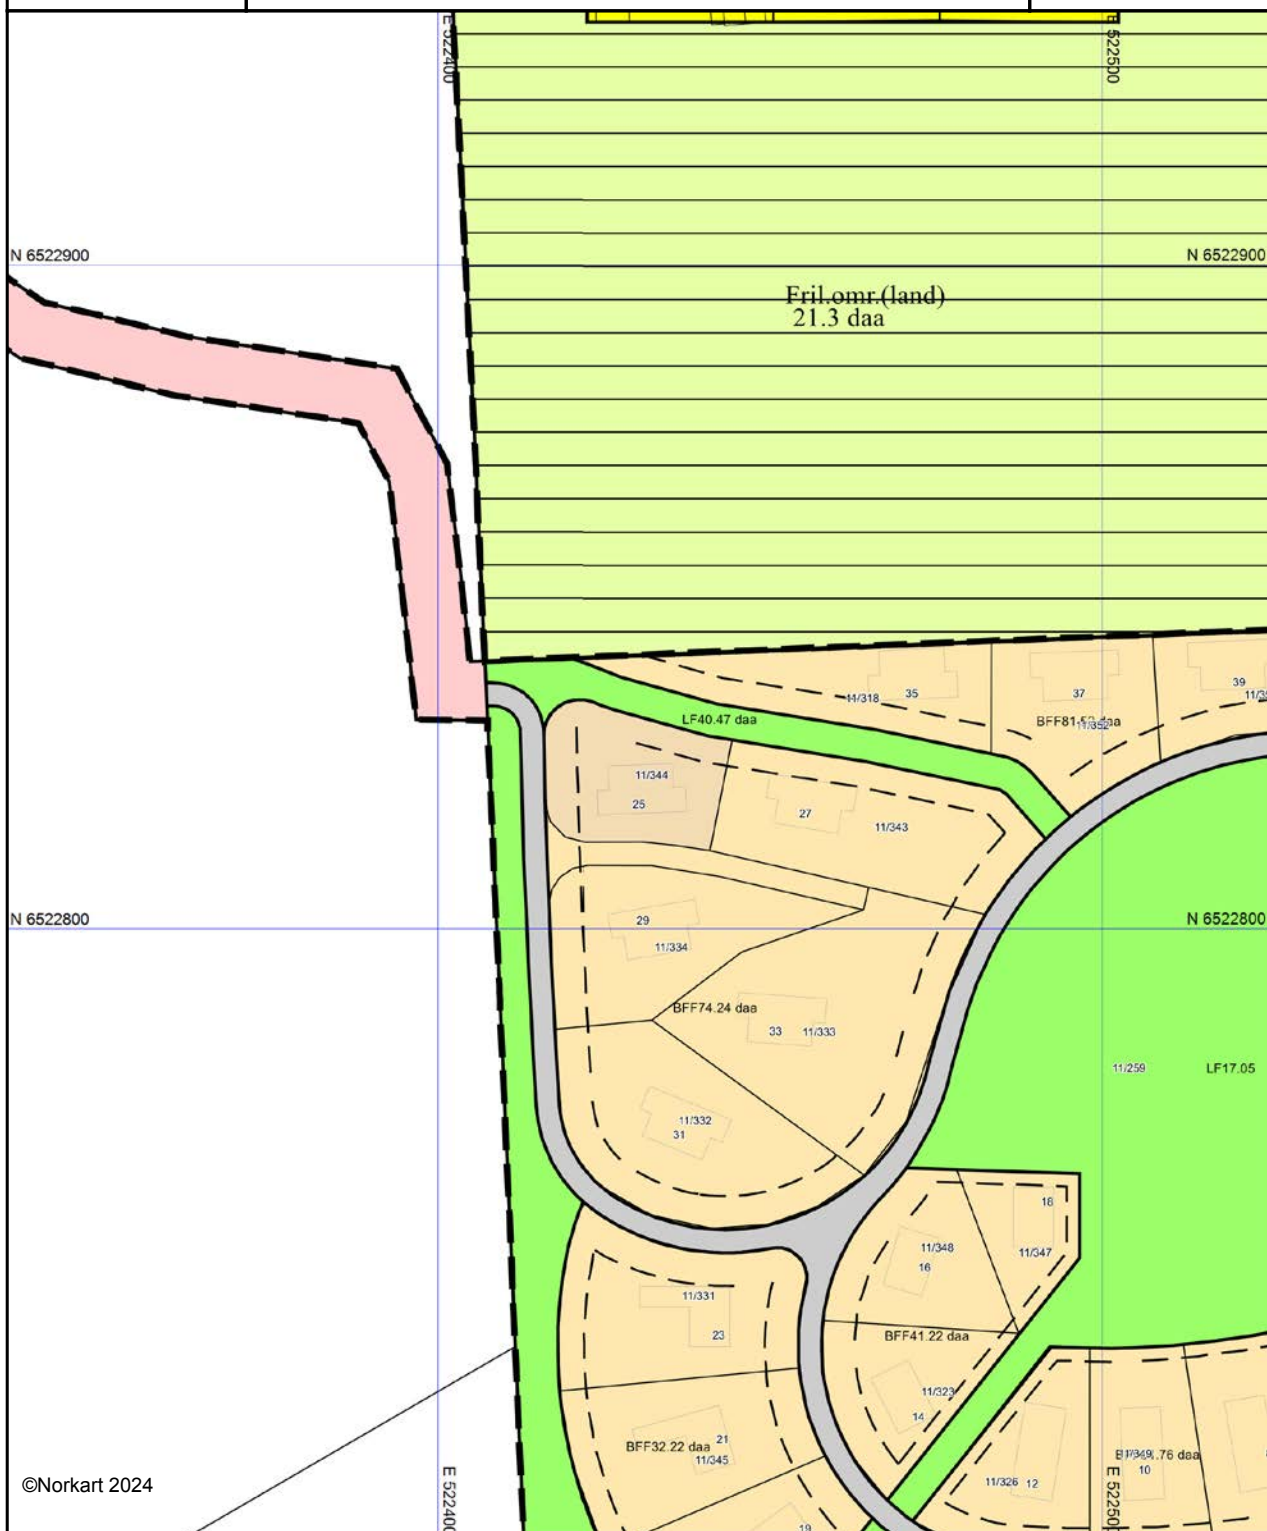 E 522400
E 522500
N 6522900
N 6522900
Fril.omr.(land)
21.3 daa
11/318
35
37
39
LF40.47 daa
11/352
11/344
25
27
11/343
N 6522800
N 6522800
29
11/334
BFF74.24 daa
33
11/333
11/259
LF17.05
11/332
31
18
11/348
11/347
16
11/331
23
BFF41.22 daa
11/323
14
21
BFF32.22 daa
11/345
11/326
12
10
©Norkart 2024
E 522400
E 522500
19